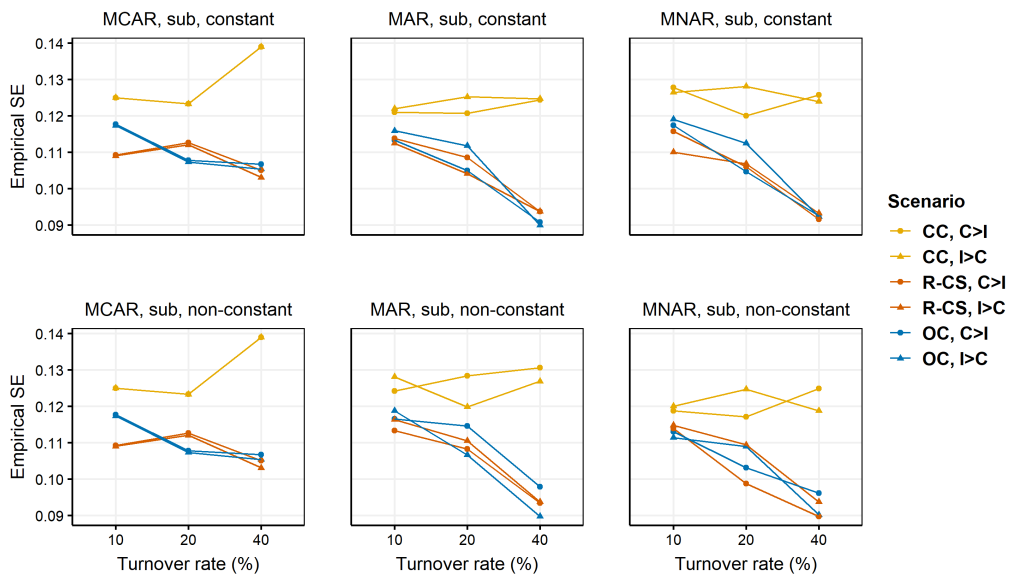 MCAR, sub, constant
MAR, sub, constant
MNAR, sub, constant
0.14
0.13
0.12
0.11
0.10
0.09
Empirical SE
Scenario
CC, C>I
CC, I>C
R-CS, C>I
R-CS, I>C
OC, C>I
OC, I>C
MCAR, sub, non-constant
MAR, sub, non-constant
MNAR, sub, non-constant
0.14
0.13
0.12
0.11
0.10
0.09
Empirical SE
10 20 40
10 20 40
10 20 40
Turnover rate (%)
Turnover rate (%)
Turnover rate (%)